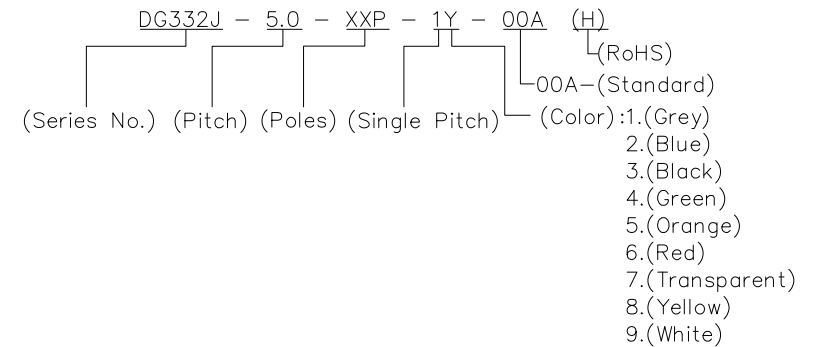 DG332J - 5.0 - XXP - 1Y - 00A (H)
(RoHS)
00A-(Standard)
(Series No.) (Pitch) (Poles) (Single Pitch) (Color):1.(Grey)
2.(Blue)
3.(Black)
4.(Green)
5.(Orange)
6.(Red)
7.(Transparent)
8.(Yellow)
9.(White)